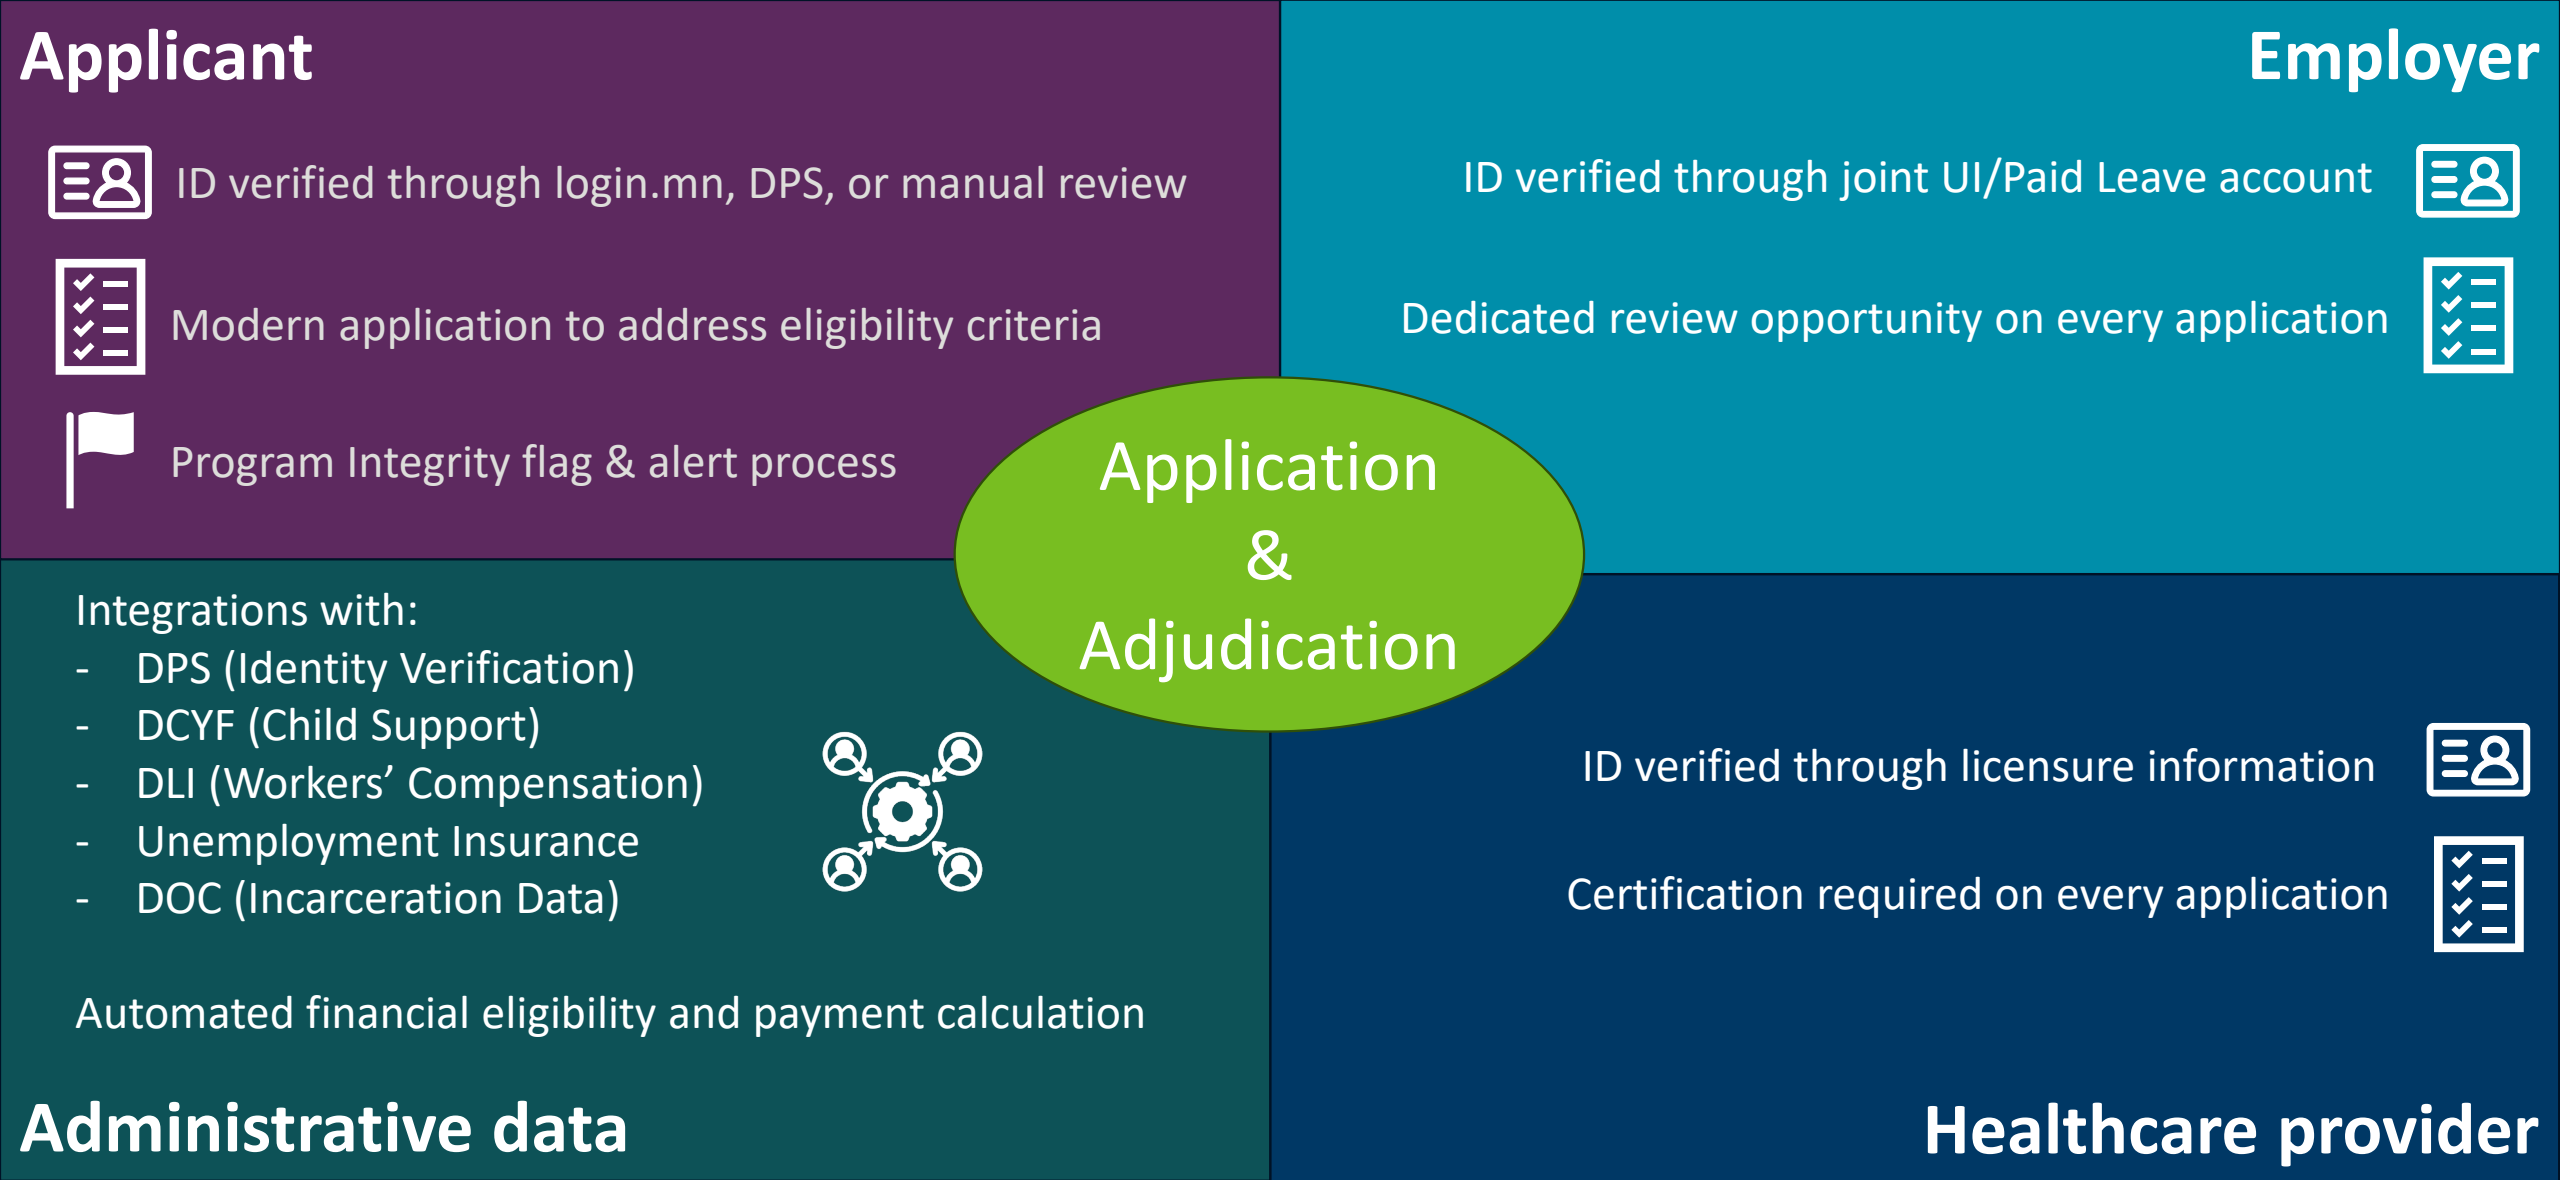 Applicant
ID verified through login.mn, DPS, or manual review
Modern application to address eligibility criteria
Program Integrity flag & alert process
Employer
ID verified through joint UI/Paid Leave account
Dedicated review opportunity on every application
Application
&
Adjudication
Integrations with:
- DPS (Identity Verification)
- DCYF (Child Support)
- DLI (Workers’ Compensation)
- Unemployment Insurance
- DOC (Incarceration Data)
Automated financial eligibility and payment calculation
Administrative data
ID verified through licensure information
Certification required on every application
Healthcare provider